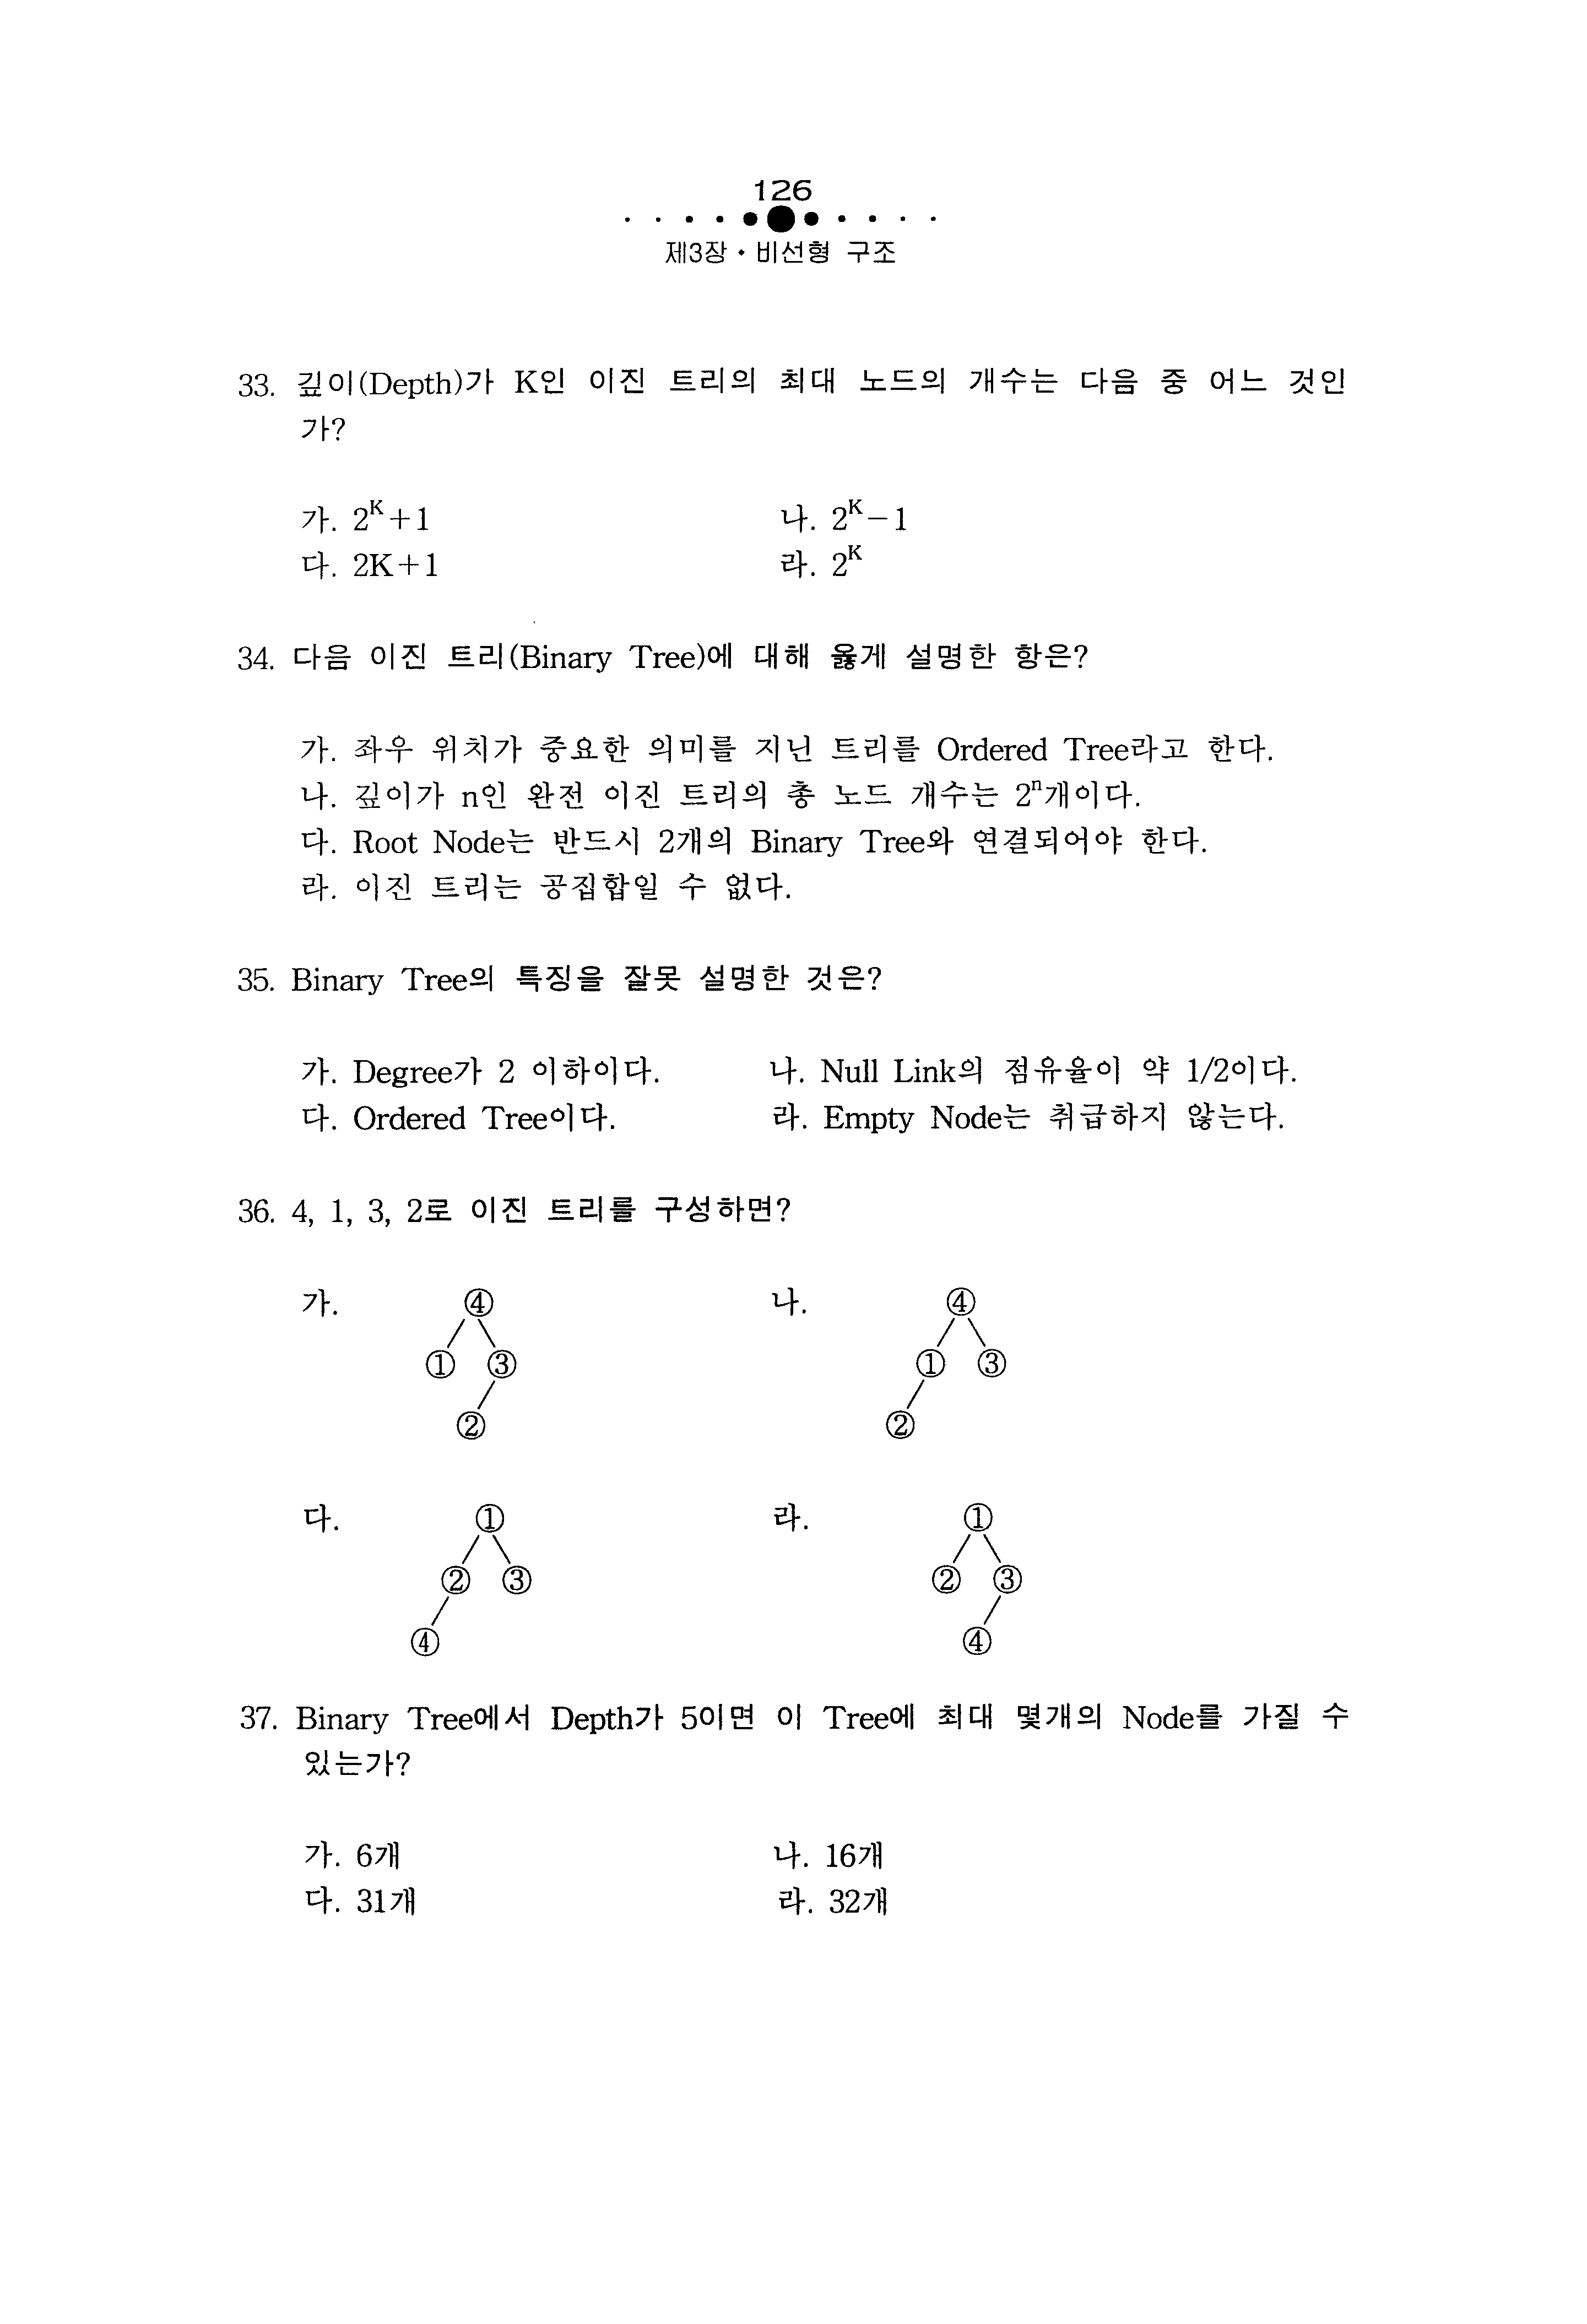 126
제3장 • 비선형 구조
33. 깊이(Depth)가 K인 이진 트리의 최대 노드의 개수는 다음 중 어느 것인
가?
가. 2ᴷ+1 나. 2ᴷ−1
다. 2K+1 라. 2ᴷ
34. 다음 이진 트리(Binary Tree)에 대해 옳게 설명한 항은?
가. 좌우 위치가 중요한 의미를 지닌 트리를 Ordered Tree라고 한다.
나. 깊이가 n인 완전 이진 트리의 총 노드 개수는 2ⁿ개이다.
다. Root Node는 반드시 2개의 Binary Tree와 연결되어야 한다.
라. 이진 트리는 공집합일 수 없다.
35. Binary Tree의 특징을 잘못 설명한 것은?
가. Degree가 2 이하이다. 나. Null Link의 점유율이 약 1/2이다.
다. Ordered Tree이다. 라. Empty Node는 취급하지 않는다.
36. 4, 1, 3, 2로 이진 트리를 구성하면?
가. ④ 나. ④
① ③ ① ③
② ②
다. ① 라. ①
② ③ ② ③
④ ④
37. Binary Tree에서 Depth가 5이면 이 Tree에 최대 몇개의 Node를 가질 수
있는가?
가. 6개 나. 16개
다. 31개 라. 32개